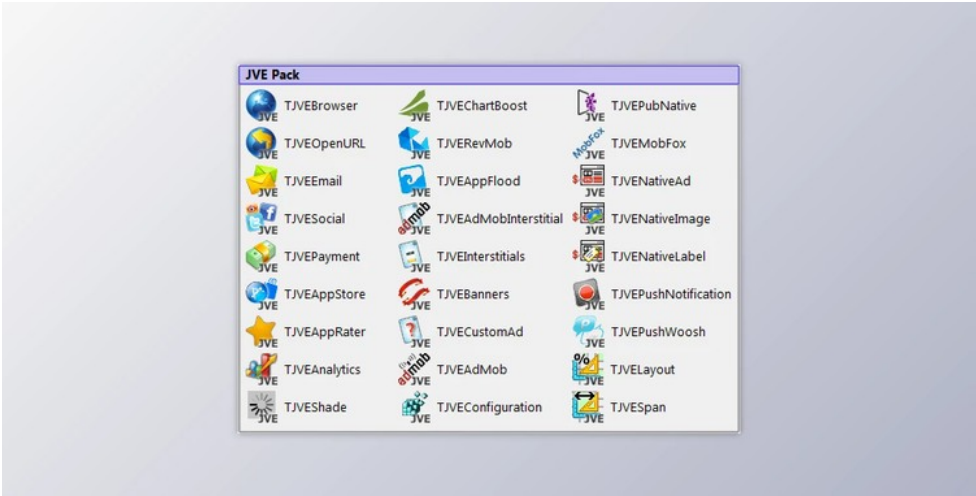 JVE Pack
TJVEBrowser TJVEChartBoost TJVEPubNative
TJVEOpenURL TJVERevMob TJVEMobFox
TJVEEmail TJVEAppFlood TJVENativeAd
TJVESocial TJVEAdMobInterstitial TJVENativeImage
TJVEPayment TJVEInterstitials TJVENativeLabel
TJVEAppStore TJVEBanners TJVEPushNotification
TJVEAppRater TJVECustomAd TJVEPushWoosh
TJVEAnalytics TJVEAdMob TJVELayout
TJVEShade TJVEConfiguration TJVESpan